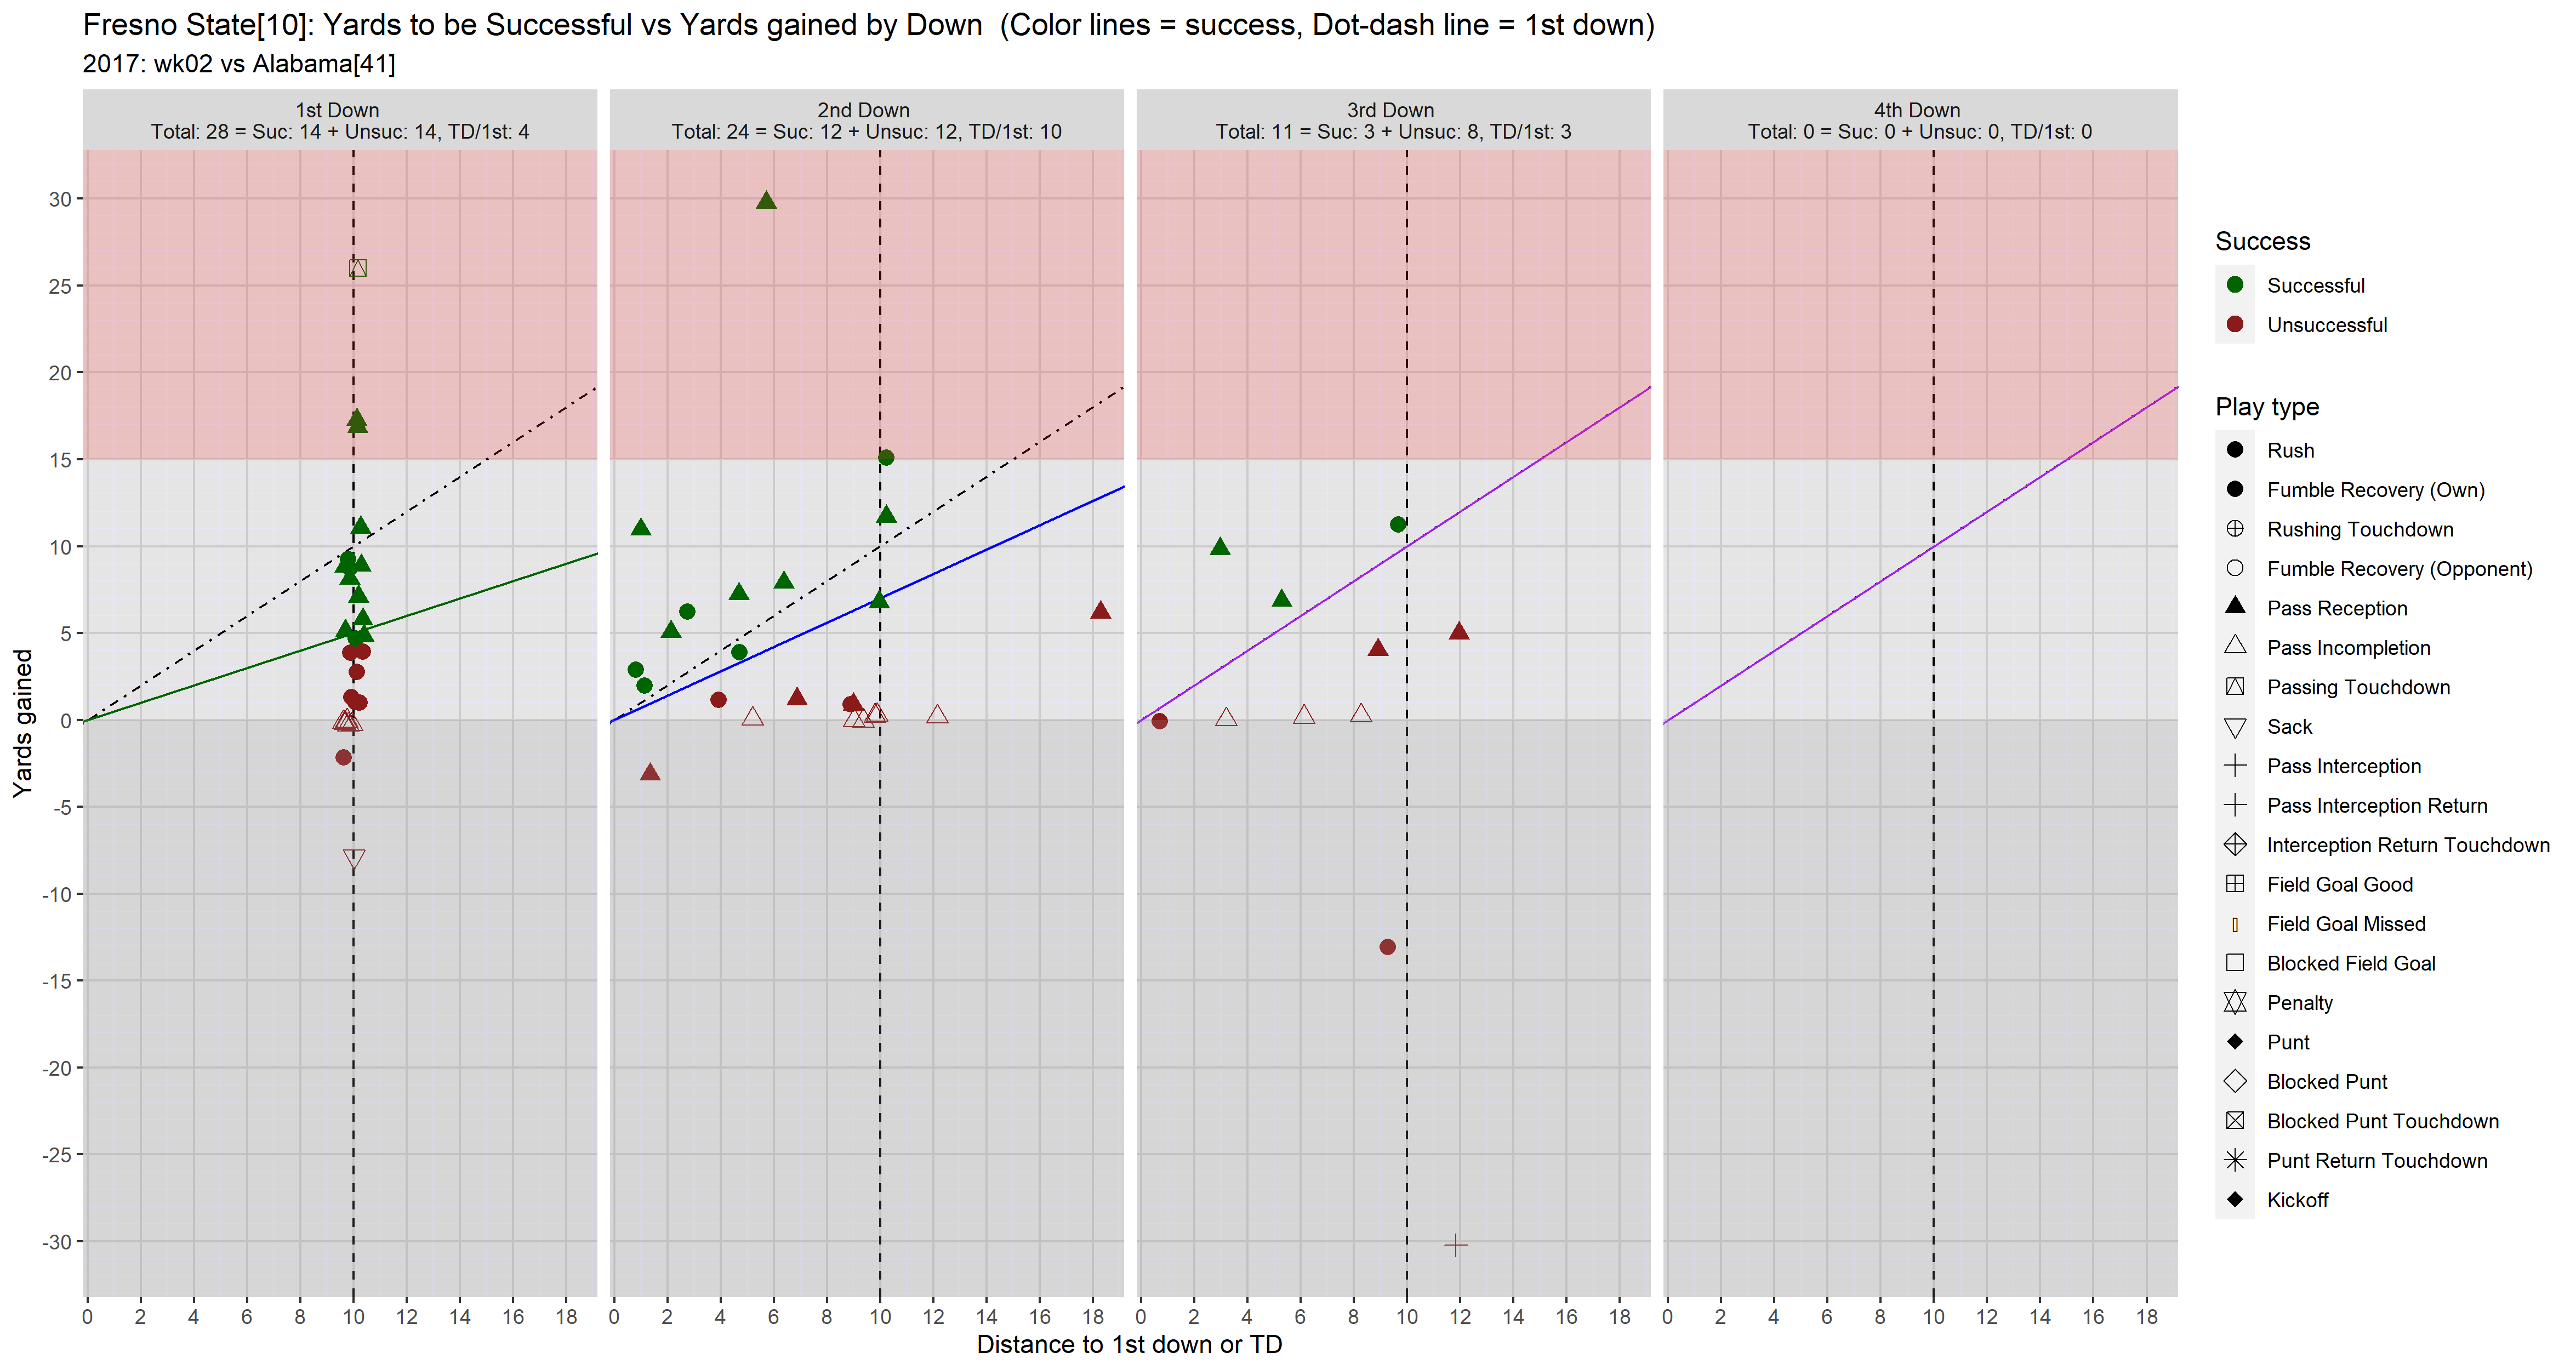 Fresno State[10]: Yards to be Successful vs Yards gained by Down  (Color lines = success, Dot-dash line = 1st down)
2017: wk02 vs Alabama[41]
1st Down
Total: 28 = Suc: 14 + Unsuc: 14, TD/1st: 4
2nd Down
Total: 24 = Suc: 12 + Unsuc: 12, TD/1st: 10
3rd Down
Total: 11 = Suc: 3 + Unsuc: 8, TD/1st: 3
4th Down
Total: 0 = Suc: 0 + Unsuc: 0, TD/1st: 0
Yards gained
30
25
20
15
10
5
0
-5
-10
-15
-20
-25
-30
0 2 4 6 8 10 12 14 16 18
0 2 4 6 8 10 12 14 16 18
0 2 4 6 8 10 12 14 16 18
0 2 4 6 8 10 12 14 16 18
Distance to 1st down or TD
Success
Successful
Unsuccessful
Play type
Rush
Fumble Recovery (Own)
Rushing Touchdown
Fumble Recovery (Opponent)
Pass Reception
Pass Incompletion
Passing Touchdown
Sack
Pass Interception
Pass Interception Return
Interception Return Touchdown
Field Goal Good
Field Goal Missed
Blocked Field Goal
Penalty
Punt
Blocked Punt
Blocked Punt Touchdown
Punt Return Touchdown
Kickoff